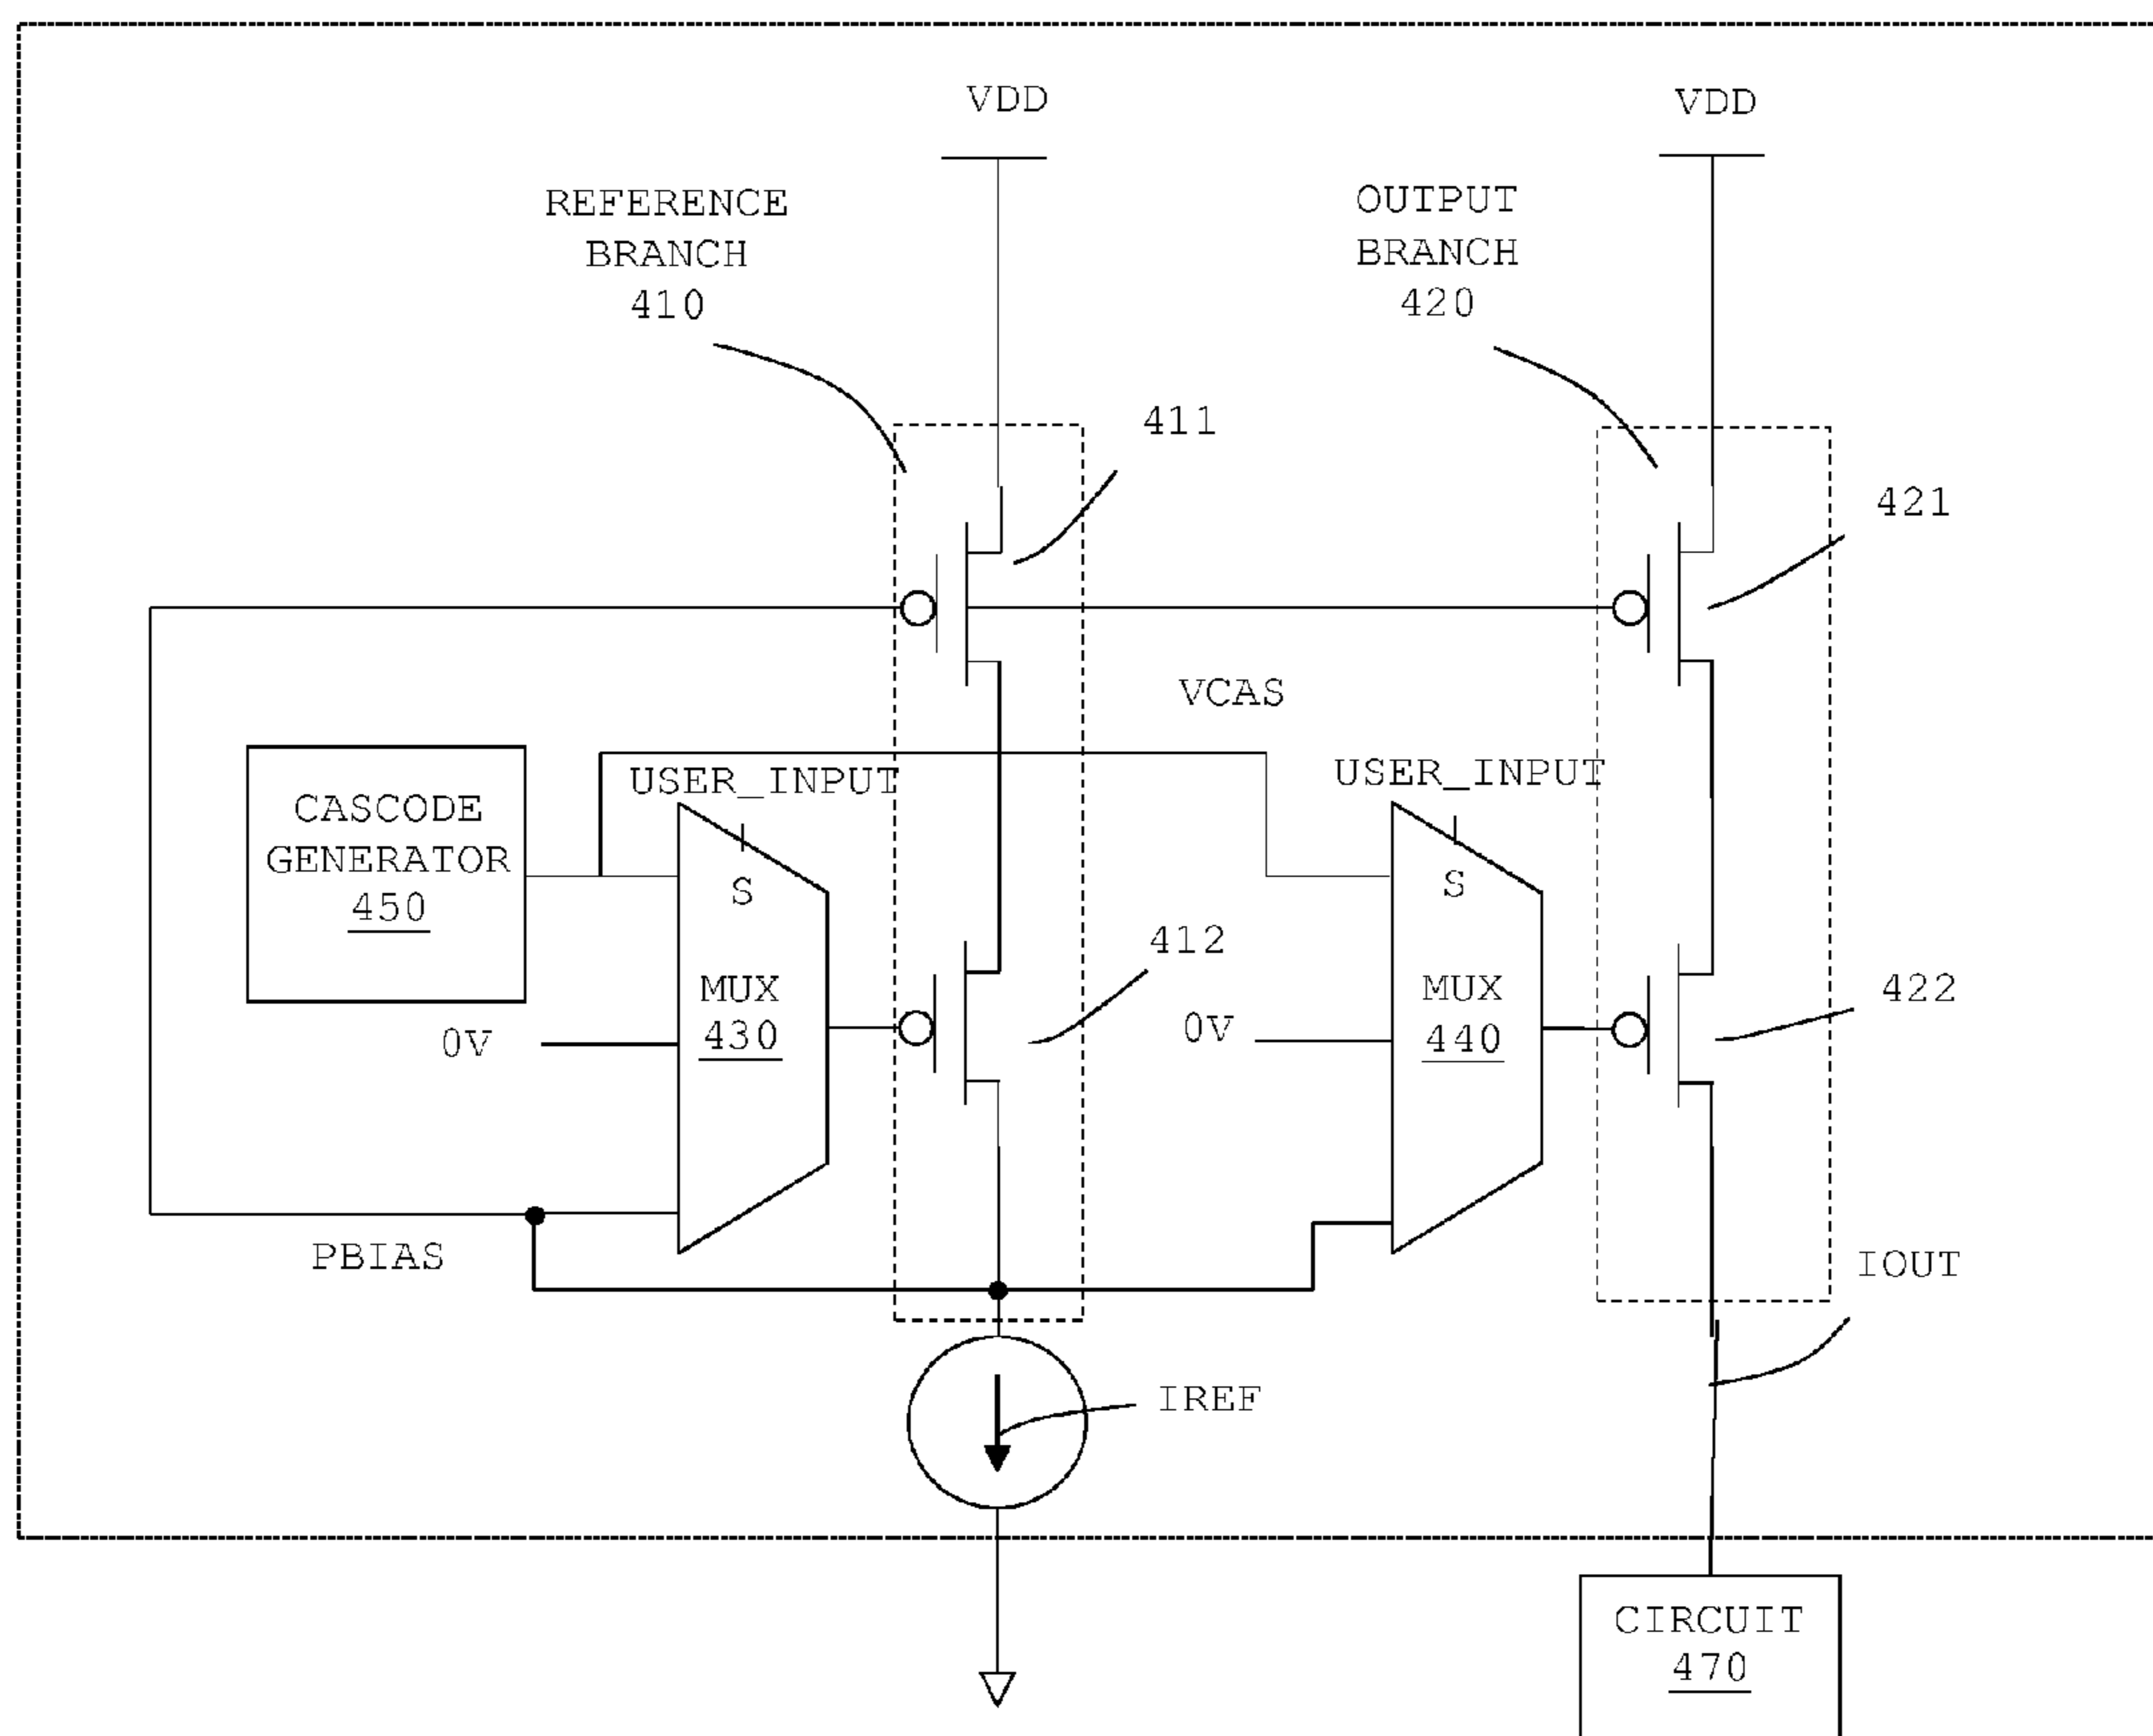 VDD
VDD
REFERENCE
BRANCH
410
OUTPUT
BRANCH
420
411
421
VCAS
USER_INPUT
USER_INPUT
CASCODE
GENERATOR
450
S
S
412
MUX
430
MUX
440
422
0V
0V
PBIAS
IOUT
IREF
CIRCUIT
470